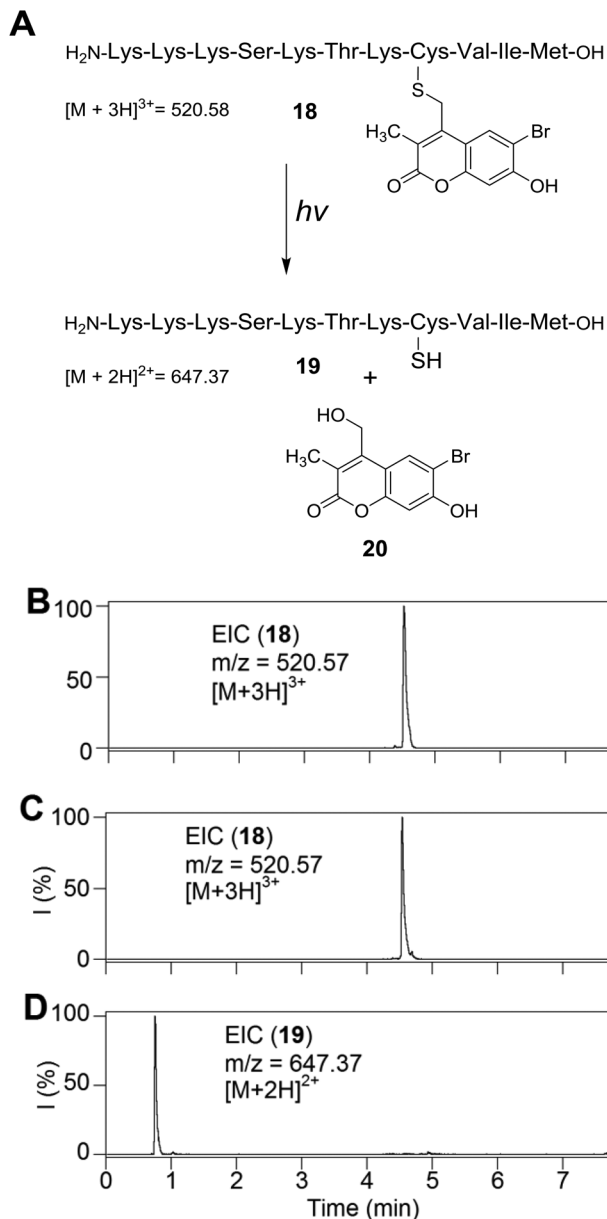 A
H₂N-Lys-Lys-Lys-Ser-Lys-Thr-Lys-Cys-Val-Ile-Met-OH
[M + 3H]³⁺= 520.58
18
S
H₃C
Br
O
O
OH
hν
H₂N-Lys-Lys-Lys-Ser-Lys-Thr-Lys-Cys-Val-Ile-Met-OH
[M + 2H]²⁺= 647.37
19
SH
+
HO
H₃C
Br
O
O
OH
20
B
100
50
0
EIC (18)
m/z = 520.57
[M+3H]³⁺
C
I (%)
100
50
0
EIC (18)
m/z = 520.57
[M+3H]³⁺
D
I (%)
100
50
0
EIC (19)
m/z = 647.37
[M+2H]²⁺
0 1 2 3 4 5 6 7
Time (min)